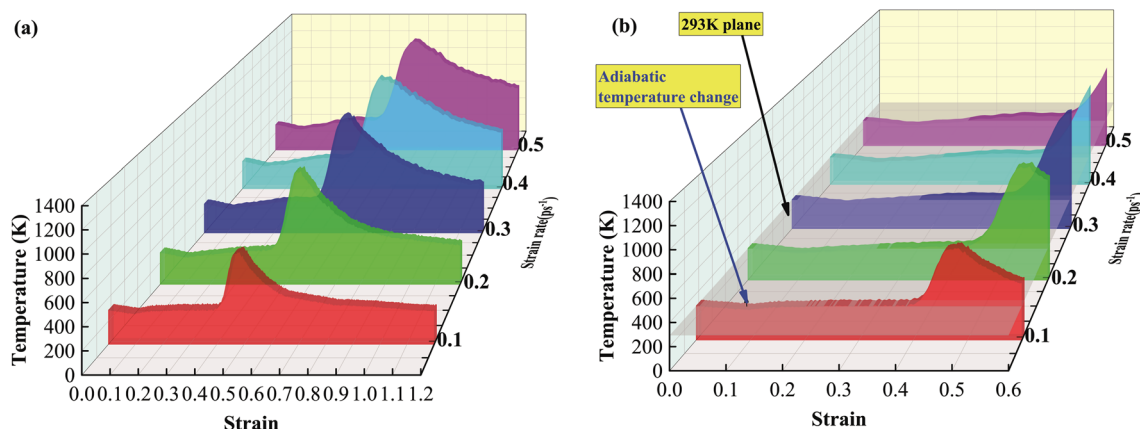 (a)
Temperature (K)
1400
1200
1000
800
600
400
200
0
0.0 0.1 0.2 0.3 0.4 0.5 0.6 0.7 0.8 0.9 1.0 1.1 1.2
Strain
0.1
0.2
0.3
0.4
0.5
Strain rate(ps⁻¹)
(b)
293K plane
Adiabatic
temperature change
Temperature (K)
1400
1200
1000
800
600
400
200
0
0.0 0.1 0.2 0.3 0.4 0.5 0.6
Strain
0.1
0.2
0.3
0.4
0.5
Strain rate(ps⁻¹)